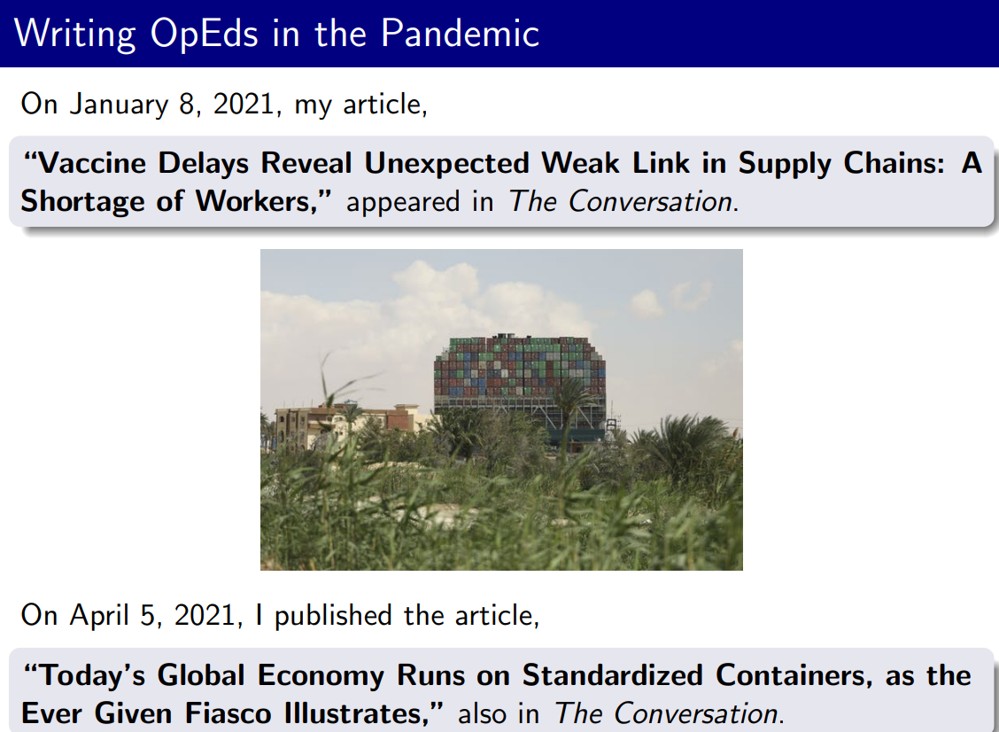 Writing OpEds in the Pandemic
On January 8, 2021, my article,
“Vaccine Delays Reveal Unexpected Weak Link in Supply Chains: A
Shortage of Workers,” appeared in The Conversation.
On April 5, 2021, I published the article,
“Today’s Global Economy Runs on Standardized Containers, as the
Ever Given Fiasco Illustrates,” also in The Conversation.